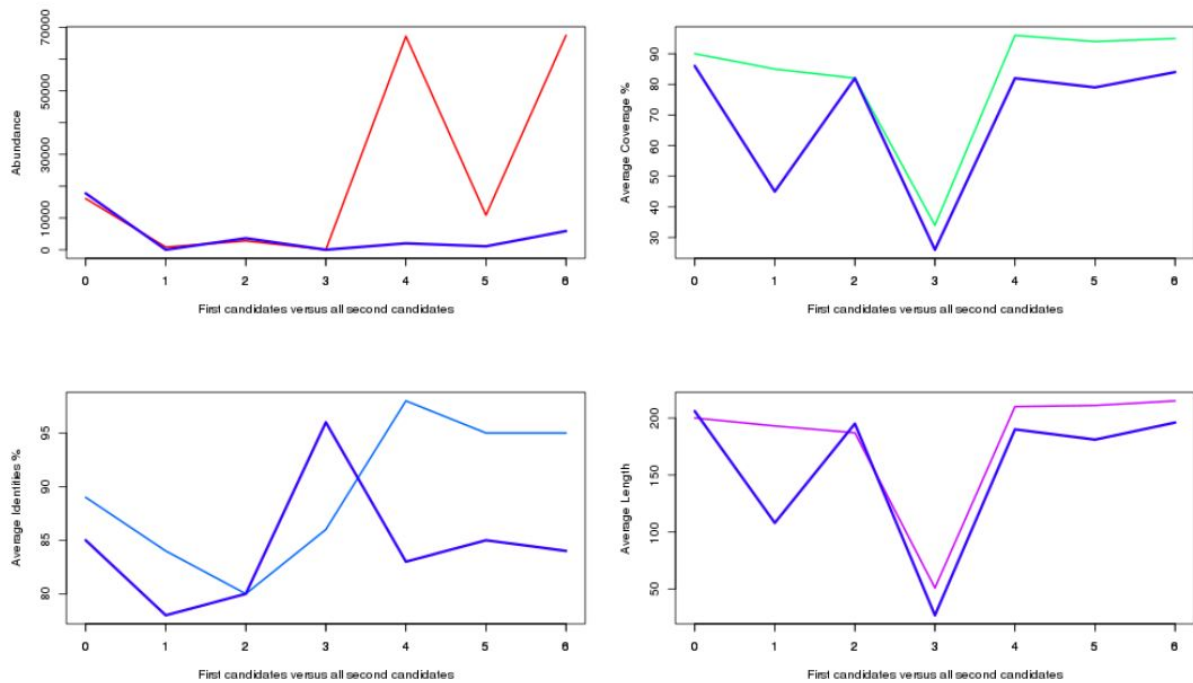 Abundance
70000
50000
30000
10000
0
0 1 2 3 4 5 6
First candidates versus all second candidates
Average Coverage %
90
80
70
60
50
40
30
0 1 2 3 4 5 6
First candidates versus all second candidates
Average Identities %
95
90
85
80
0 1 2 3 4 5 6
First candidates versus all second candidates
Average Length
200
150
100
50
0 1 2 3 4 5 6
First candidates versus all second candidates